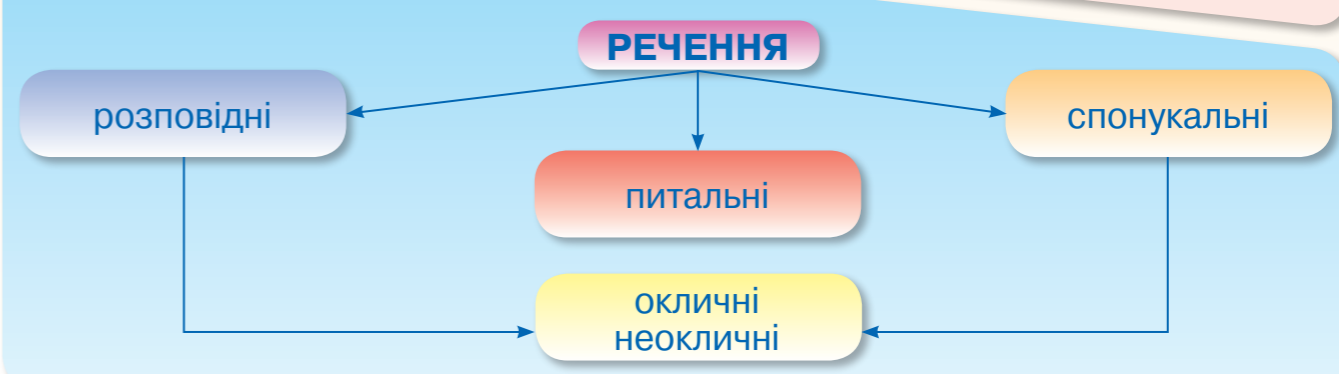 РЕЧЕННЯ
розповідні
спонукальні
питальні
окличні
неокличні